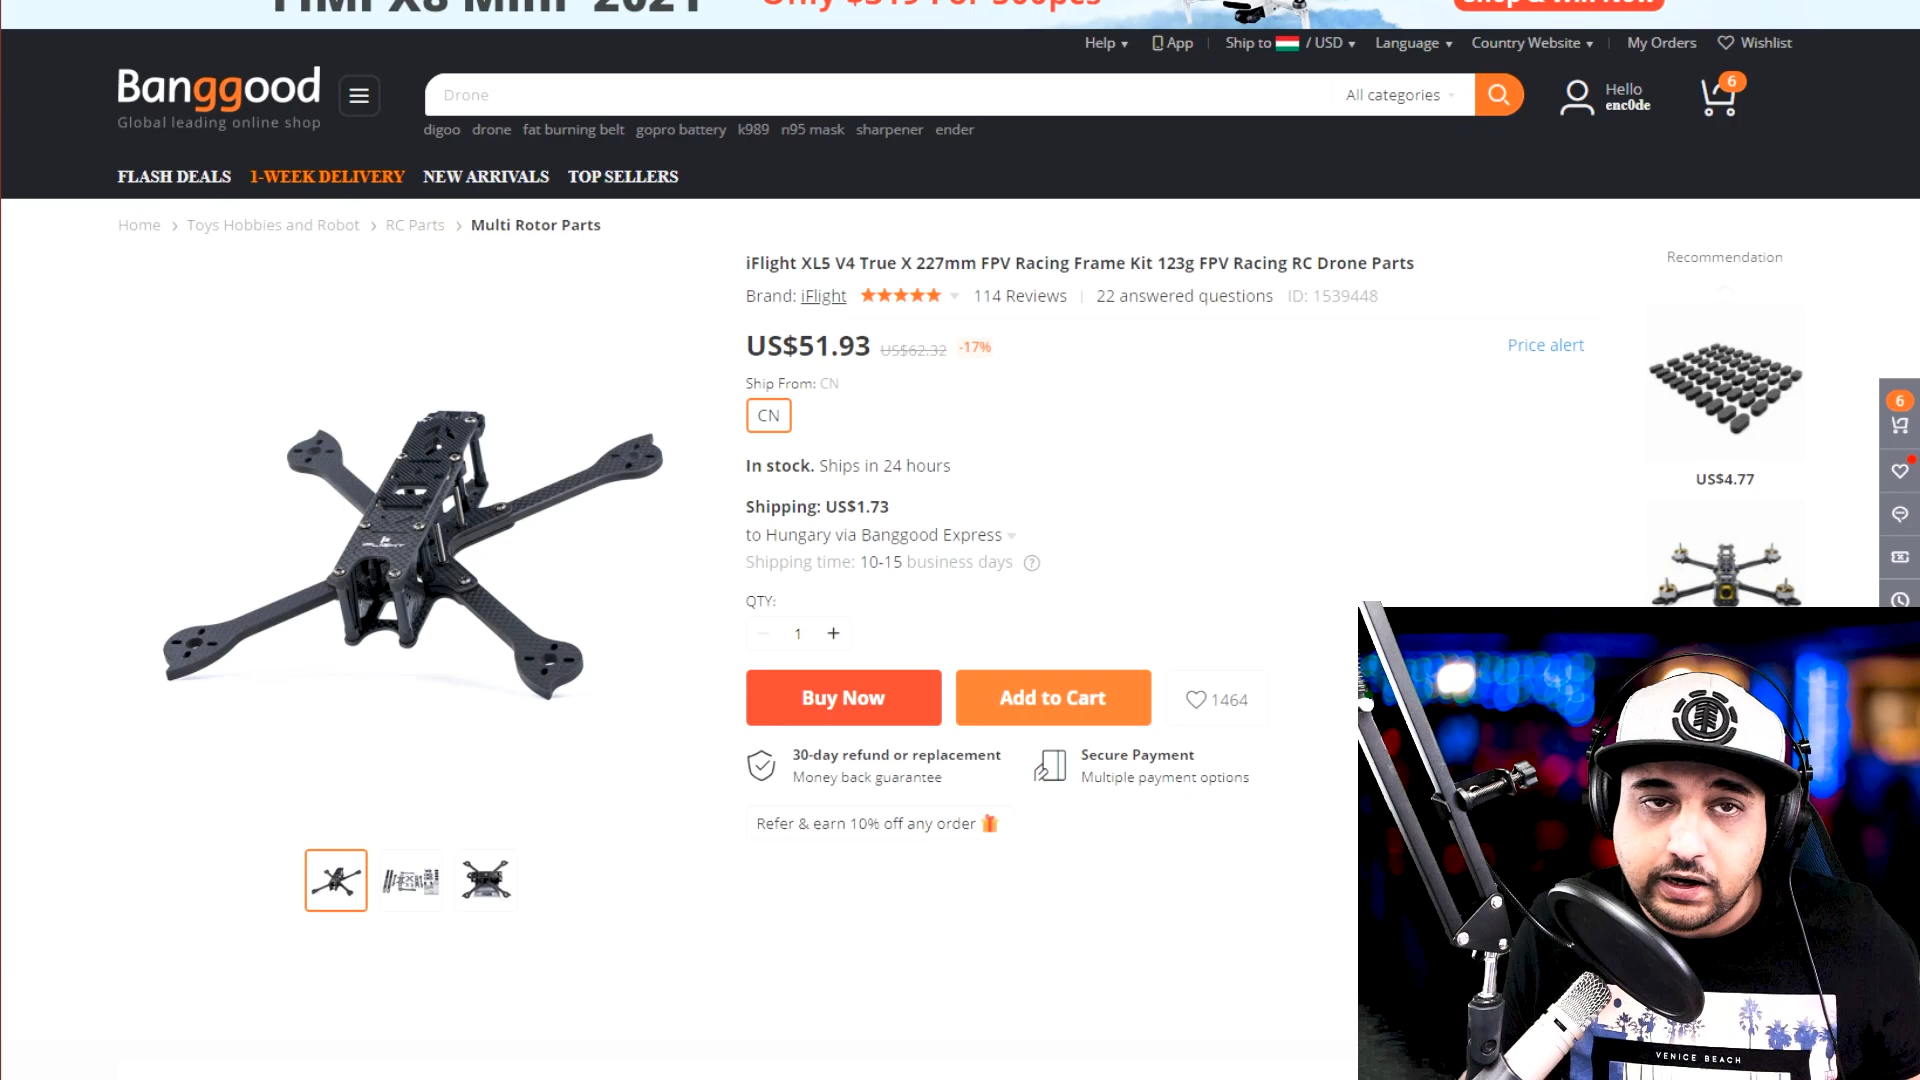 Help
App
Ship to / USD
Language
Country Website
My Orders
Wishlist
Banggood
Global leading online shop
Drone
All categories
Hello
enc0de
6
digoo drone fat burning belt gopro battery k989 n95 mask sharpener ender
FLASH DEALS 1-WEEK DELIVERY NEW ARRIVALS TOP SELLERS
Home > Toys Hobbies and Robot > RC Parts > Multi Rotor Parts
iFlight XL5 V4 True X 227mm FPV Racing Frame Kit 123g FPV Racing RC Drone Parts
Brand: iFlight 114 Reviews 22 answered questions ID: 1539448
US$51.93 US$62.32 -17%
Price alert
Ship From: CN
CN
In stock. Ships in 24 hours
Shipping: US$1.73
to Hungary via Banggood Express
Shipping time: 10-15 business days ?
QTY:
1 +
Buy Now
Add to Cart
1464
30-day refund or replacement
Money back guarantee
Secure Payment
Multiple payment options
Refer & earn 10% off any order
Recommendation
US$4.77
6
VENICE BEACH